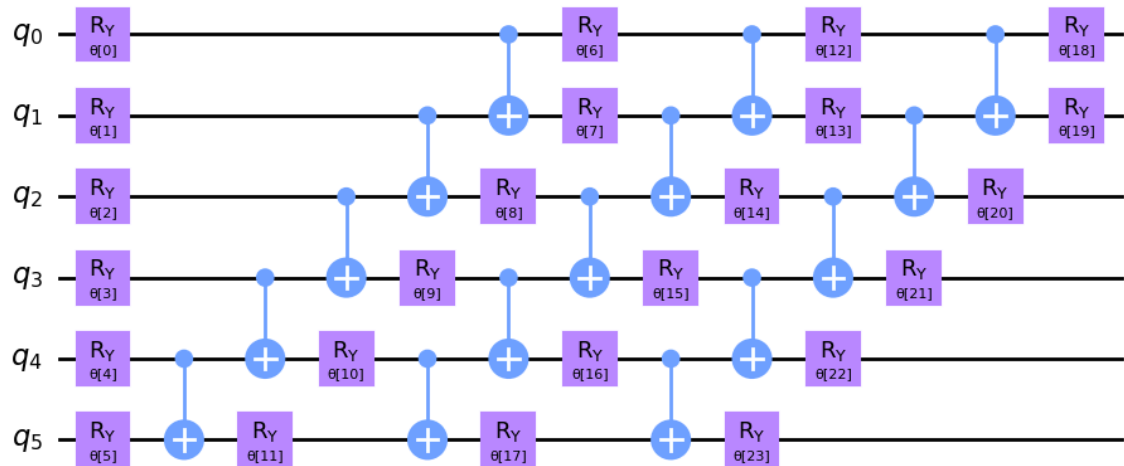 q0 RY RY RY RY
θ[0] θ[6] θ[12] θ[18]
q1 RY RY RY RY
θ[1] θ[7] θ[13] θ[19]
q2 RY RY RY RY
θ[2] θ[8] θ[14] θ[20]
q3 RY RY RY RY
θ[3] θ[9] θ[15] θ[21]
q4 RY RY RY RY
θ[4] θ[10] θ[16] θ[22]
q5 RY RY RY RY
θ[5] θ[11] θ[17] θ[23]